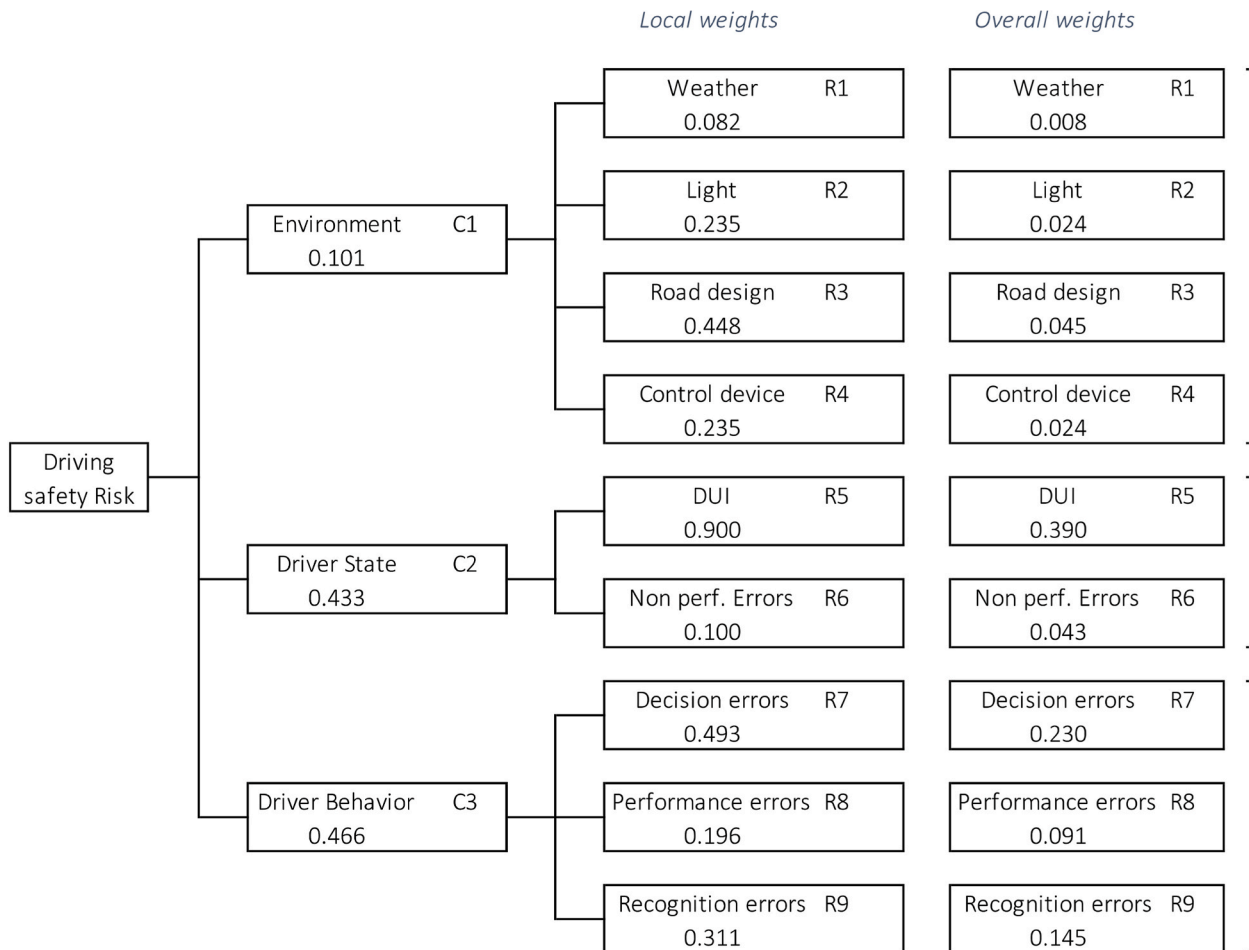 Local weights
Overall weights
Weather R1
0.082
Weather R1
0.008
Light R2
0.235
Light R2
0.024
Environment C1
0.101
Road design R3
0.448
Road design R3
0.045
Control device R4
0.235
Control device R4
0.024
Driving
safety Risk
DUI R5
0.900
DUI R5
0.390
Driver State C2
0.433
Non perf. Errors R6
0.100
Non perf. Errors R6
0.043
Decision errors R7
0.493
Decision errors R7
0.230
Driver Behavior C3
0.466
Performance errors R8
0.196
Performance errors R8
0.091
Recognition errors R9
0.311
Recognition errors R9
0.145